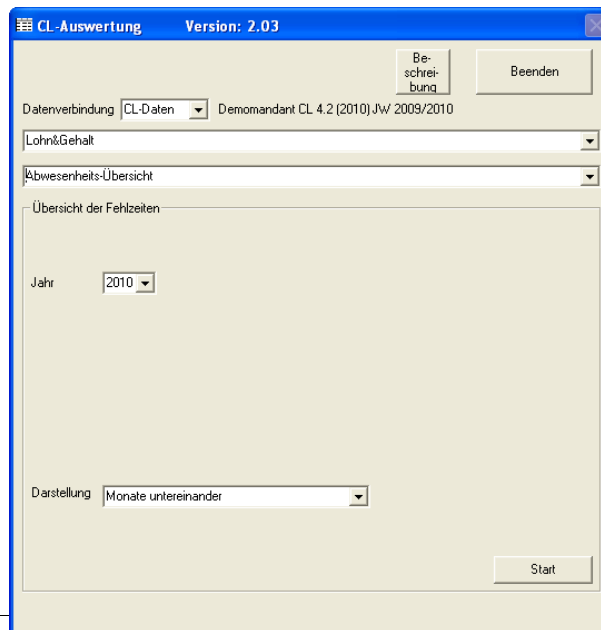 CL-Auswertung Version: 2.03
Be-
schrei-
bung
Beenden
Datenverbindung CL-Daten Demomandant CL 4.2 (2010) JW 2009/2010
Lohn&Gehalt
Abwesenheits-Übersicht
Übersicht der Fehlzeiten
Jahr 2010
Darstellung Monate untereinander
Start